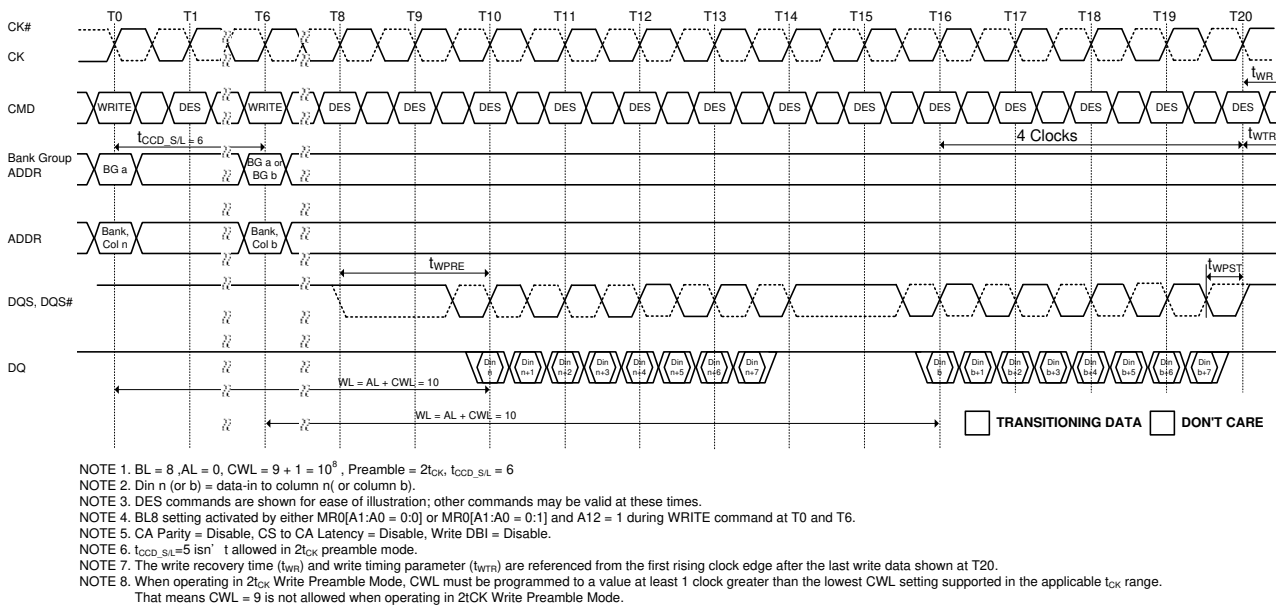 T0 T1 T6 T8 T9 T10 T11 T12 T13 T14 T15 T16 T17 T18 T19 T20
CK#
CK
tWR
CMD WRITE DES WRITE DES DES DES DES DES DES DES DES DES DES DES DES DES
tCCD_S/L = 6
4 Clocks
tWTR
Bank Group
ADDR
BG a
BG a or
BG b
ADDR
Bank,
Col n
Bank,
Col b
tWPRE
tWPST
DQS, DQS#
DQ
Din n Din n+1 Din n+2 Din n+3 Din n+4 Din n+5 Din n+6 Din n+7 Din b Din b+1 Din b+2 Din b+3 Din b+4 Din b+5 Din b+6 Din b+7
WL = AL + CWL = 10
WL = AL + CWL = 10
TRANSITIONING DATA DON'T CARE
NOTE 1. BL = 8 ,AL = 0, CWL = 9 + 1 = 10⁸ , Preamble = 2tCK, tCCD_S/L = 6
NOTE 2. Din n (or b) = data-in to column n( or column b).
NOTE 3. DES commands are shown for ease of illustration; other commands may be valid at these times.
NOTE 4. BL8 setting activated by either MR0[A1:A0 = 0:0] or MR0[A1:A0 = 0:1] and A12 = 1 during WRITE command at T0 and T6.
NOTE 5. CA Parity = Disable, CS to CA Latency = Disable, Write DBI = Disable.
NOTE 6. tCCD_S/L=5 isn' t allowed in 2tCK preamble mode.
NOTE 7. The write recovery time (tWR) and write timing parameter (tWTR) are referenced from the first rising clock edge after the last write data shown at T20.
NOTE 8. When operating in 2tCK Write Preamble Mode, CWL must be programmed to a value at least 1 clock greater than the lowest CWL setting supported in the applicable tCK range.
That means CWL = 9 is not allowed when operating in 2tCK Write Preamble Mode.